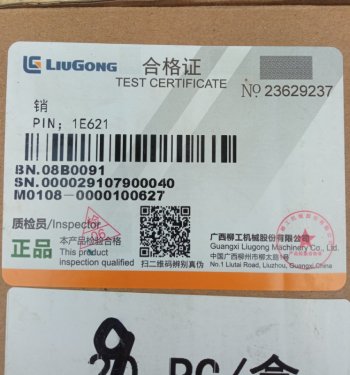 LIUGONG
合格证
TEST CERTIFICATE
№ 23629237
销
PIN; 1E621
BN.08B0091
SN.000029107900040
M0108-0000100627
质检员/Inspector
正品
本产品检验合格
This product
inspection qualified
扫二维码辨别真伪
广西柳工机械股份有限公司
Guangxi Liugong Machinery Co., Ltd.
中国广西柳州市柳太路1号
No.1 Liutai Road, Liuzhou, Guangxi, China
20 PC/盒